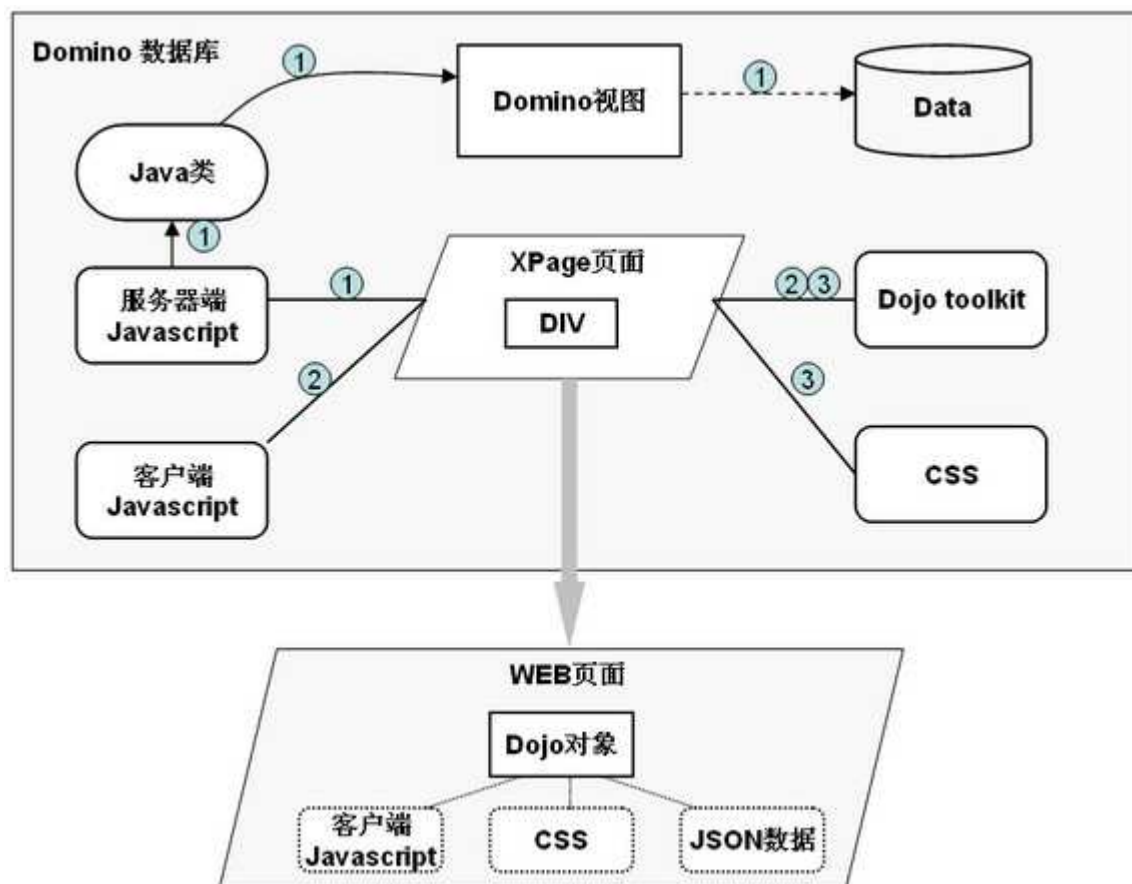 Domino 数据库
1
Domino视图
1
Data
Java类
1
XPage页面
服务器端
Javascript
1
DIV
2
3
Dojo toolkit
2
3
客户端
Javascript
CSS
WEB页面
Dojo对象
客户端
Javascript
CSS
JSON数据